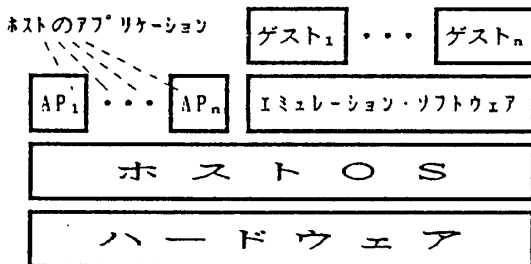 ホストのアプリケーション
ゲスト1 ・・・ ゲストn
AP1 ・・・ APn
エミュレーション・ソフトウェア
ホストOS
ハードウェア